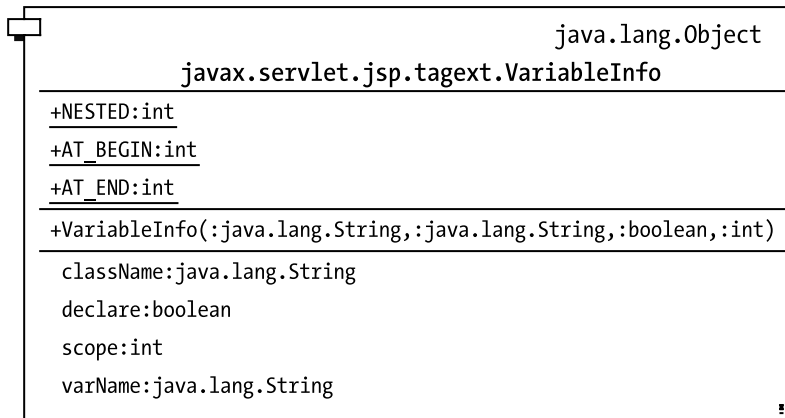 java.lang.Object
javax.servlet.jsp.tagext.VariableInfo
+NESTED:int
+AT_BEGIN:int
+AT_END:int
+VariableInfo(:java.lang.String,:java.lang.String,:boolean,:int)
className:java.lang.String
declare:boolean
scope:int
varName:java.lang.String